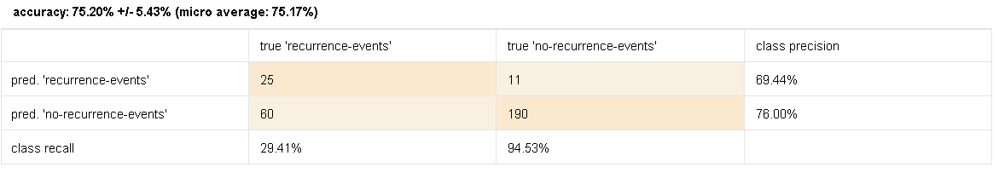 accuracy: 75.20% +/- 5.43% (micro average: 75.17%)
true 'recurrence-events' true 'no-recurrence-events' class precision
pred. 'recurrence-events' 25 11 69.44%
pred. 'no-recurrence-events' 60 190 76.00%
class recall 29.41% 94.53%